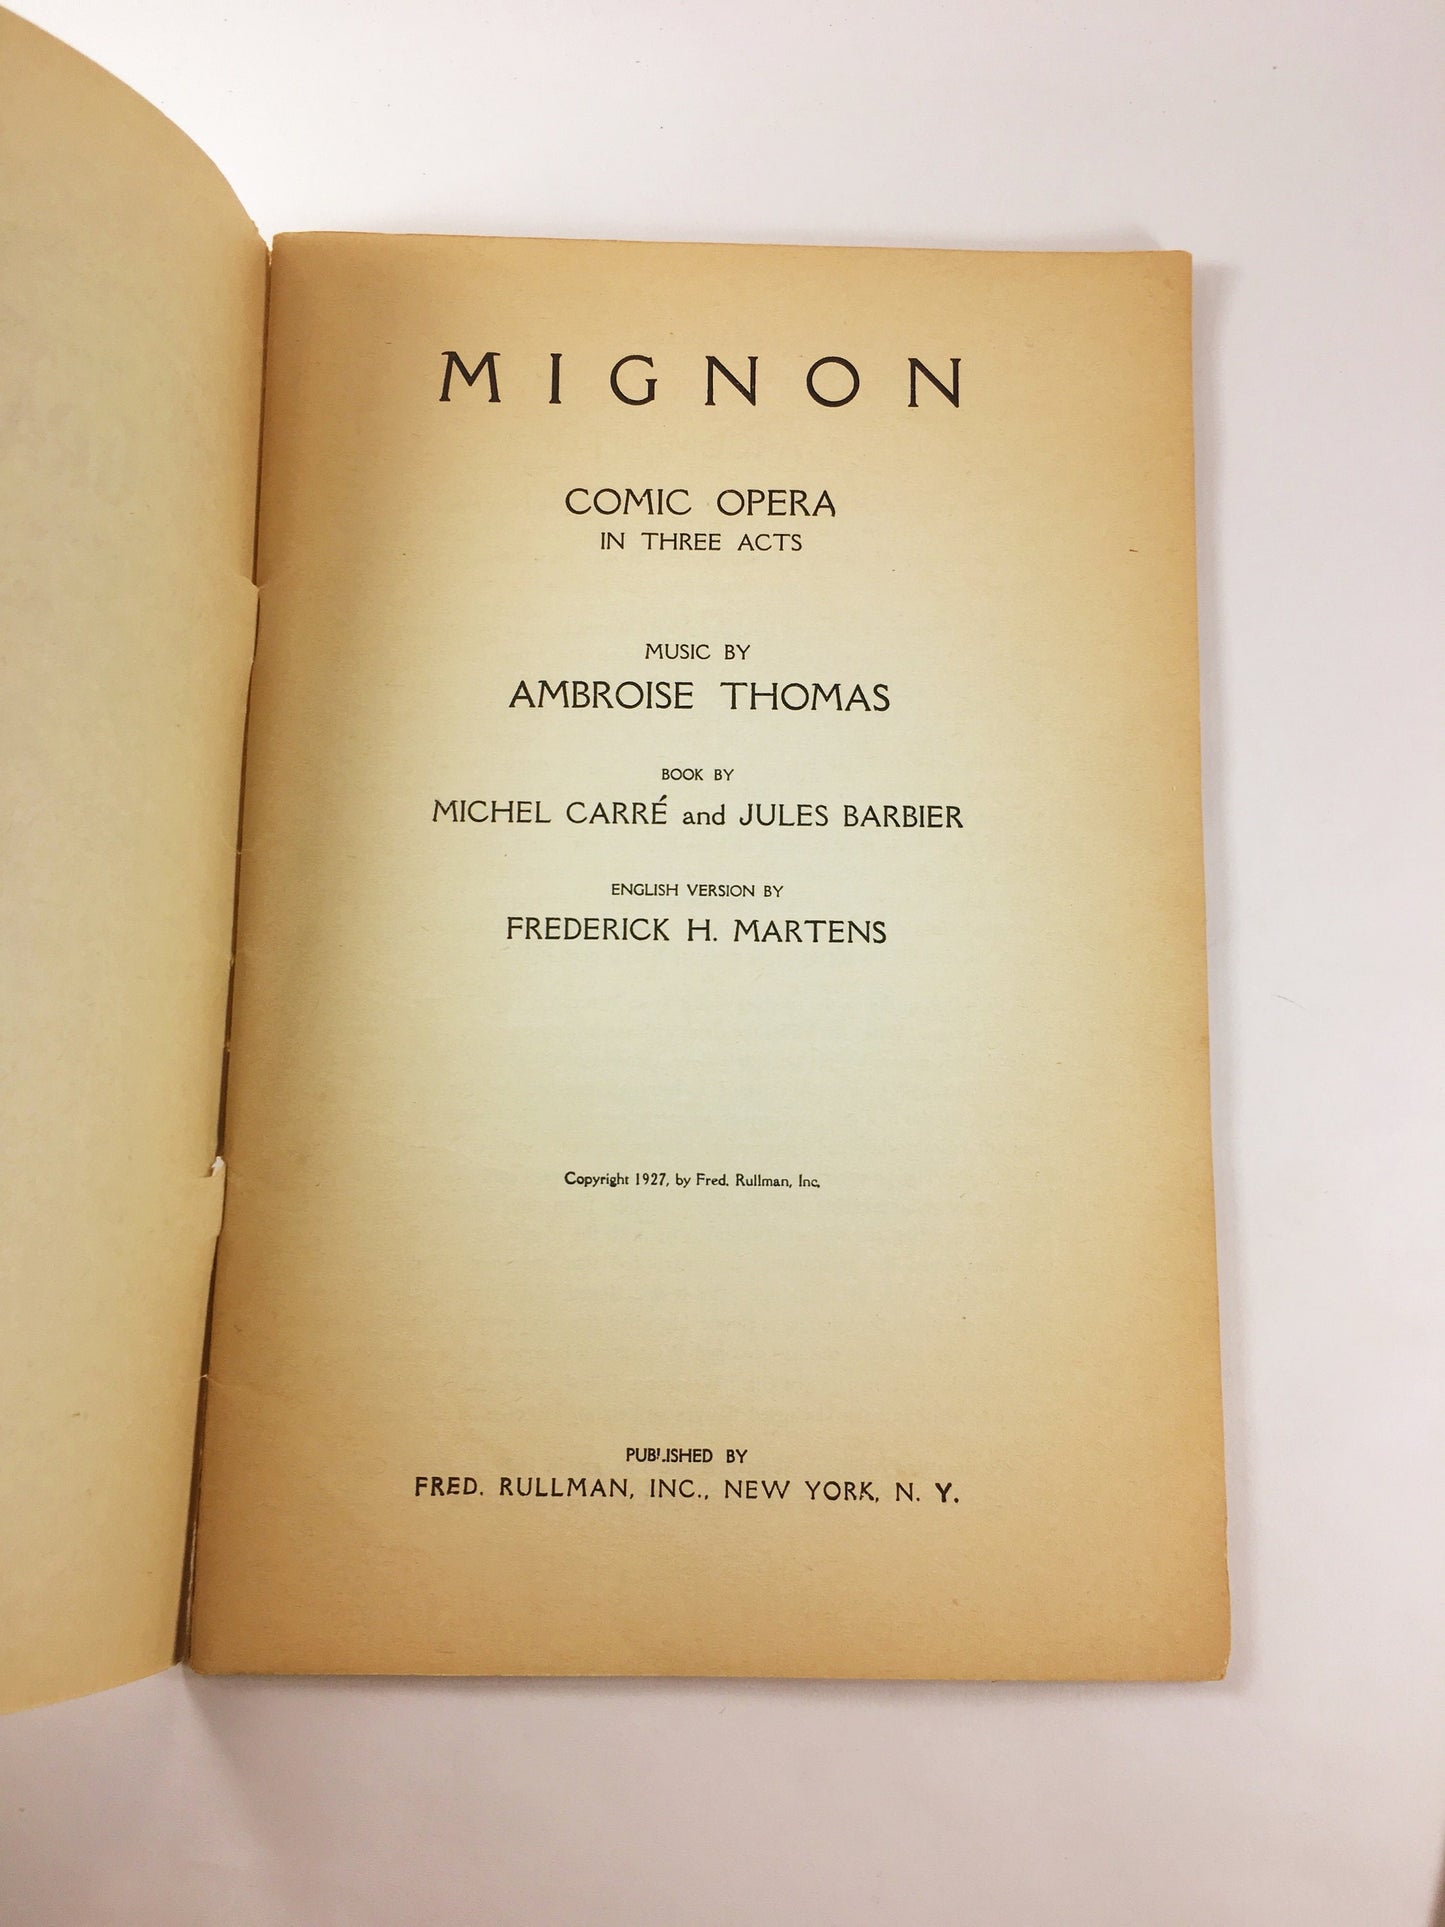 MIGNON
COMIC OPERA
IN THREE ACTS
MUSIC BY
AMBROISE THOMAS
BOOK BY
MICHEL CARRÉ and JULES BARBIER
ENGLISH VERSION BY
FREDERICK H. MARTENS
Copyright 1927, by Fred. Rullman, Inc.
PUBLISHED BY
FRED. RULLMAN, INC., NEW YORK, N. Y.